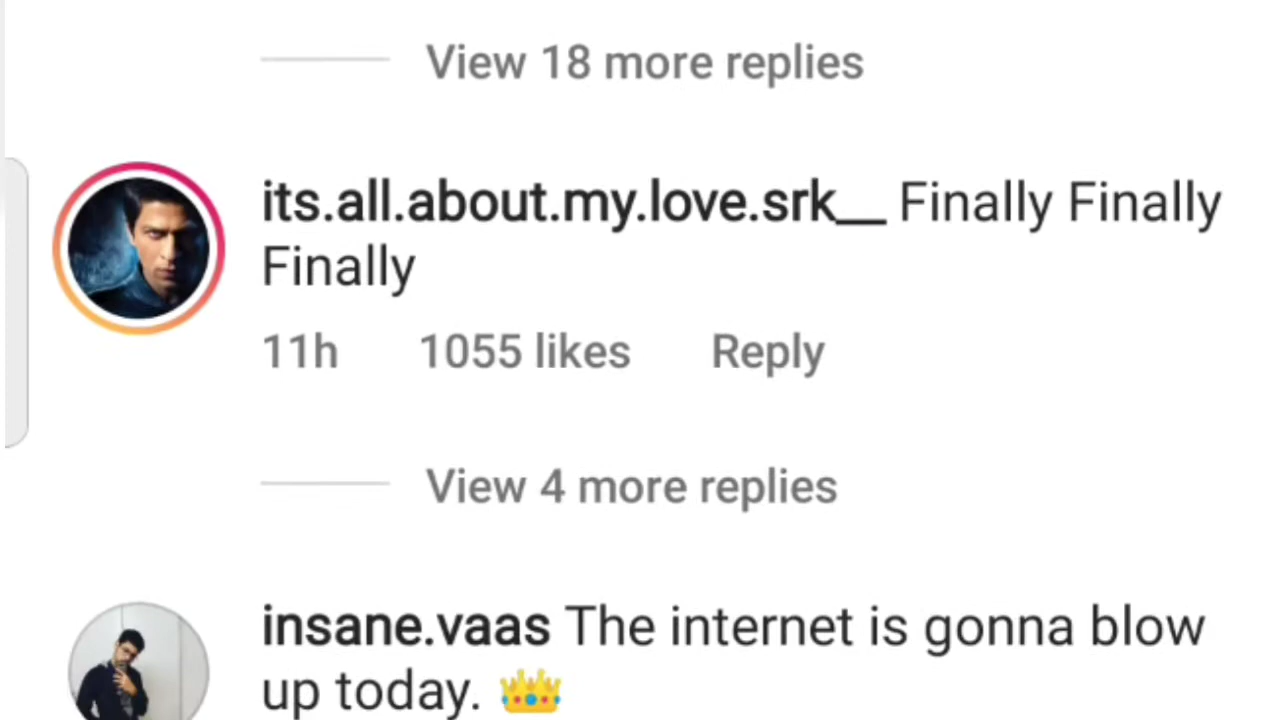 View 18 more replies
its.all.about.my.love.srk__ Finally Finally
Finally
11h 1055 likes Reply
View 4 more replies
insane.vaas The internet is gonna blow
up today. 👑